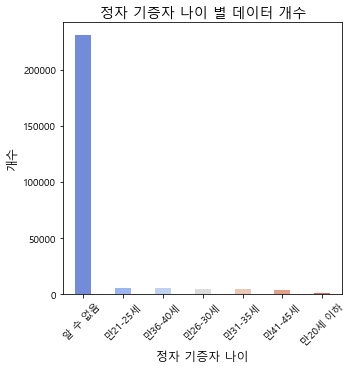 정자 기증자 나이 별 데이터 개수
개수
200000
150000
100000
50000
0
알 수 없음
만21-25세
만36-40세
만26-30세
만31-35세
만41-45세
만20세 이하
정자 기증자 나이